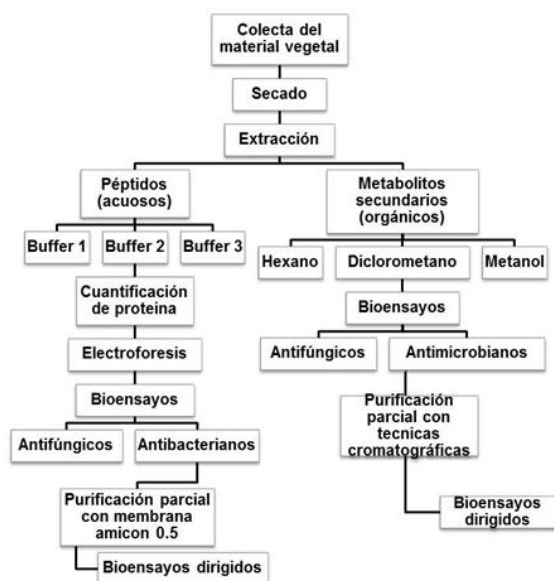 Colecta del
material vegetal
Secado
Extracción
Péptidos
(acuosos)
Metabolitos
secundarios
(orgánicos)
Buffer 1
Buffer 2
Buffer 3
Hexano
Diclorometano
Metanol
Cuantificación
de proteina
Bioensayos
Electroforesis
Antifúngicos
Antimicrobianos
Bioensayos
Purificación
parcial con
tecnicas
cromatográficas
Antifúngicos
Antibacterianos
Purificación parcial
con membrana
amicon 0.5
Bioensayos
dirigidos
Bioensayos dirigidos